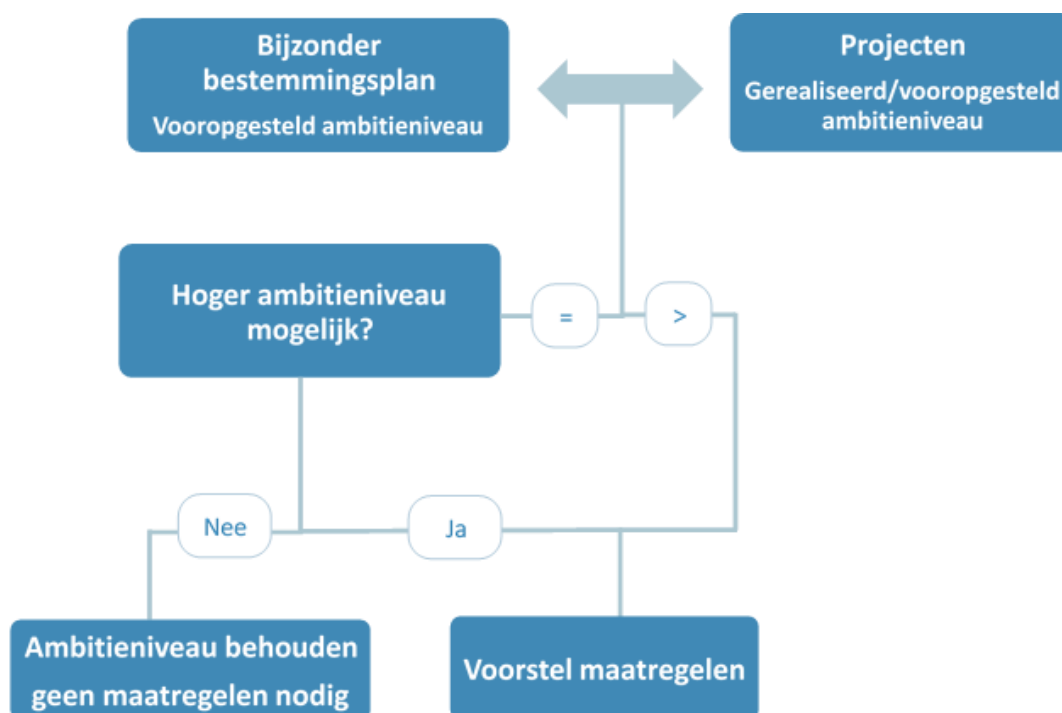 Bijzonder
bestemmingsplan
Vooropgesteld ambitieniveau
Projecten
Gerealiseerd/vooropgesteld
ambitieniveau
Hoger ambitieniveau
mogelijk?
=
>
Nee
Ja
Ambitieniveau behouden
geen maatregelen nodig
Voorstel maatregelen